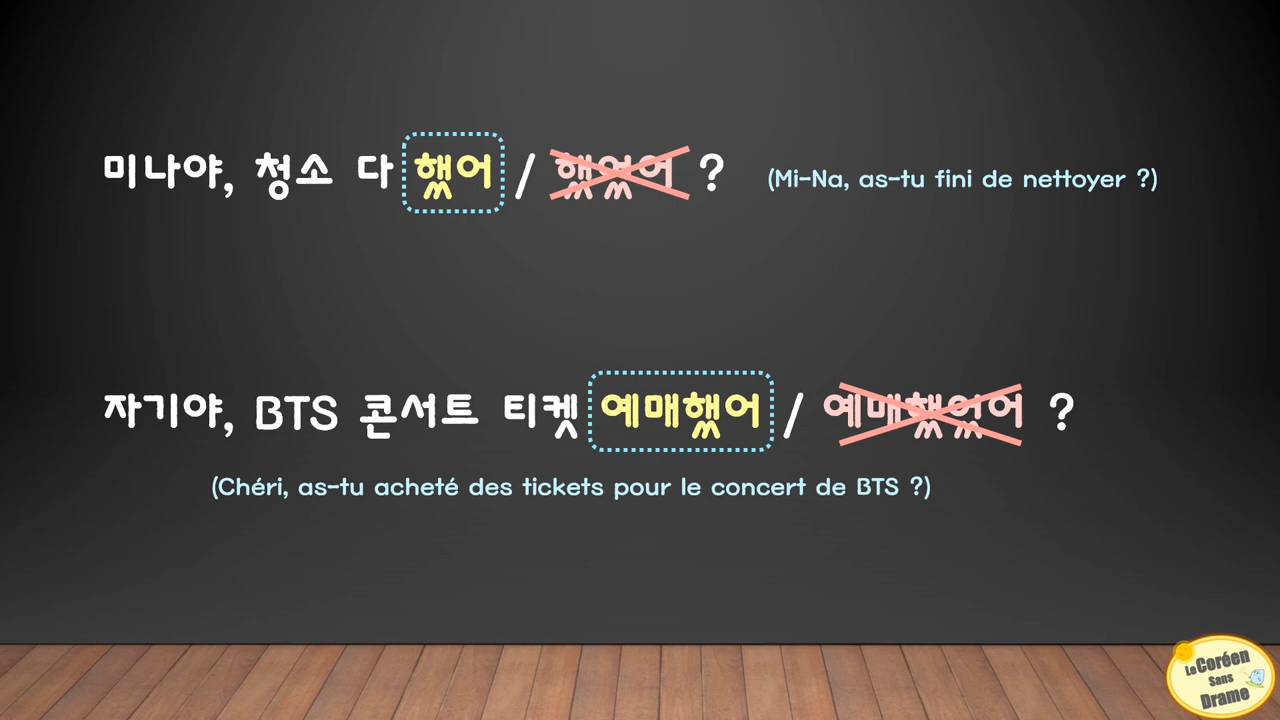 미나야, 청소 다 했어 / 했었어 ? (Mi-Na, as-tu fini de nettoyer ?)
자기야, BTS 콘서트 티켓 예매했어 / 예매했었어 ?
(Chéri, as-tu acheté des tickets pour le concert de BTS ?)
Le Coréen
Sans
Drame